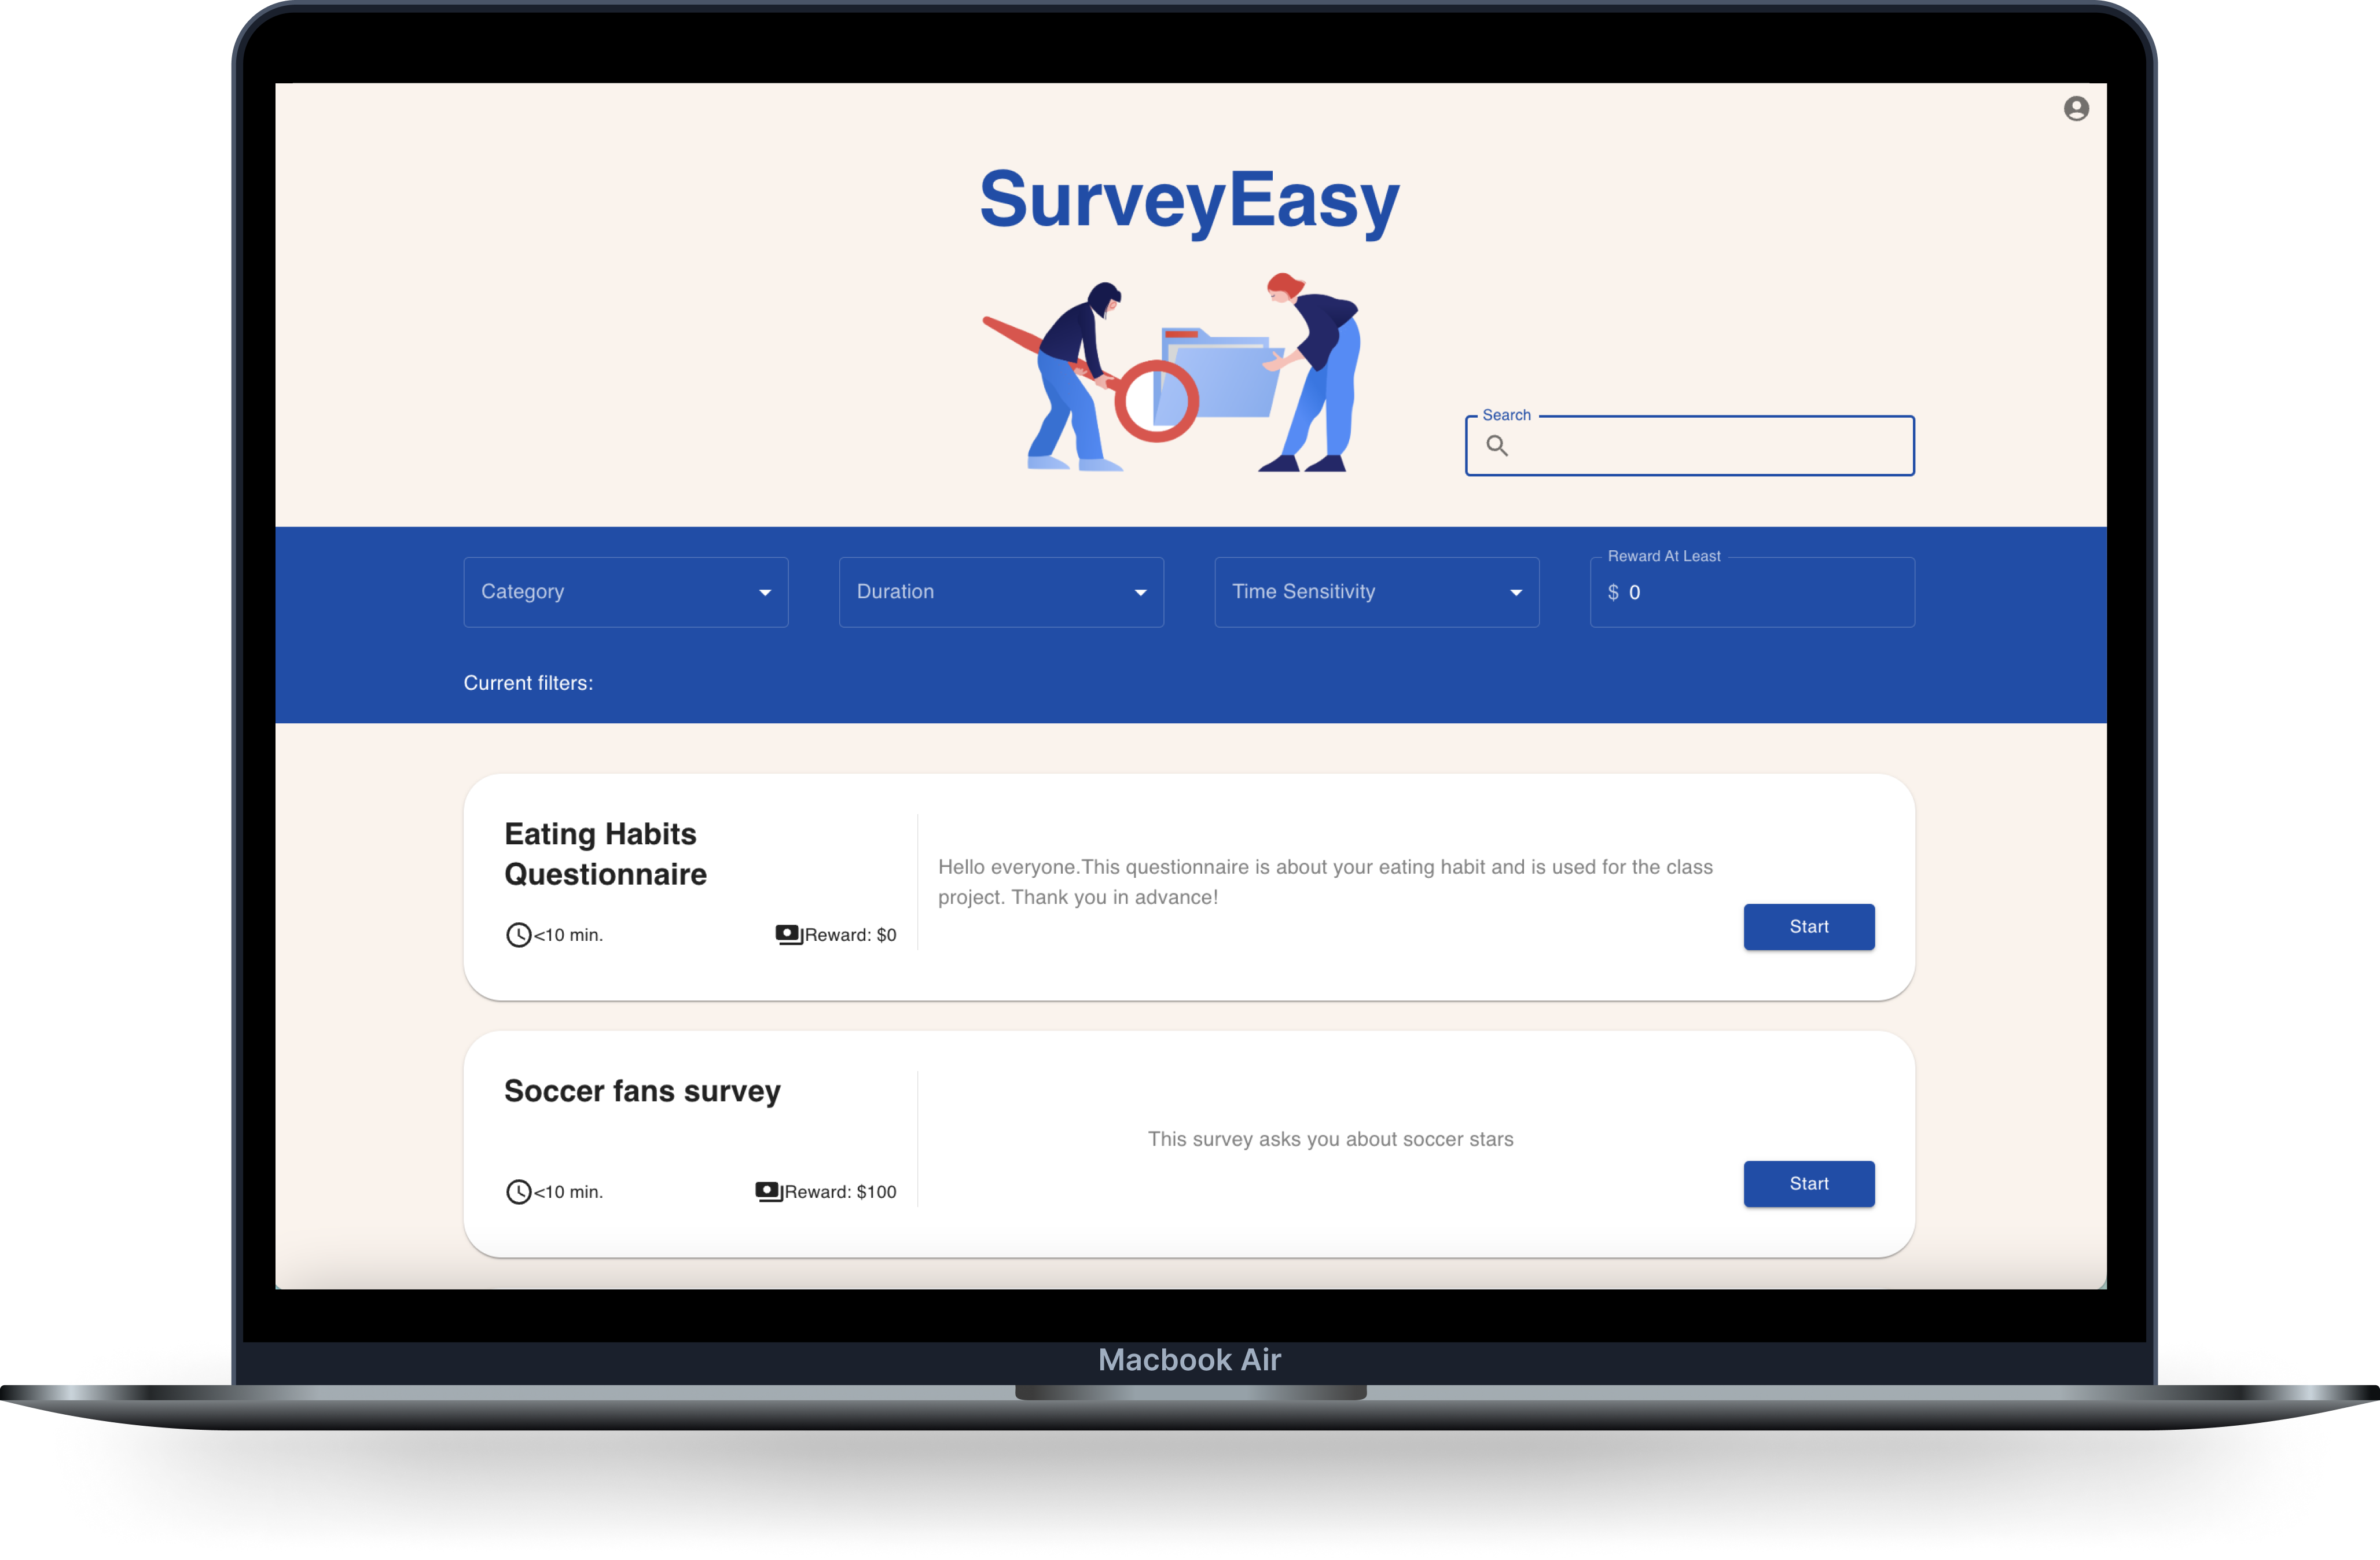 SurveyEasy
Search
Category
Duration
Time Sensitivity
Reward At Least
$ 0
Current filters:
Eating Habits
Questionnaire
<10 min.
Reward: $0
Hello everyone.This questionnaire is about your eating habit and is used for the class
project. Thank you in advance!
Start
Soccer fans survey
<10 min.
Reward: $100
This survey asks you about soccer stars
Start
Macbook Air